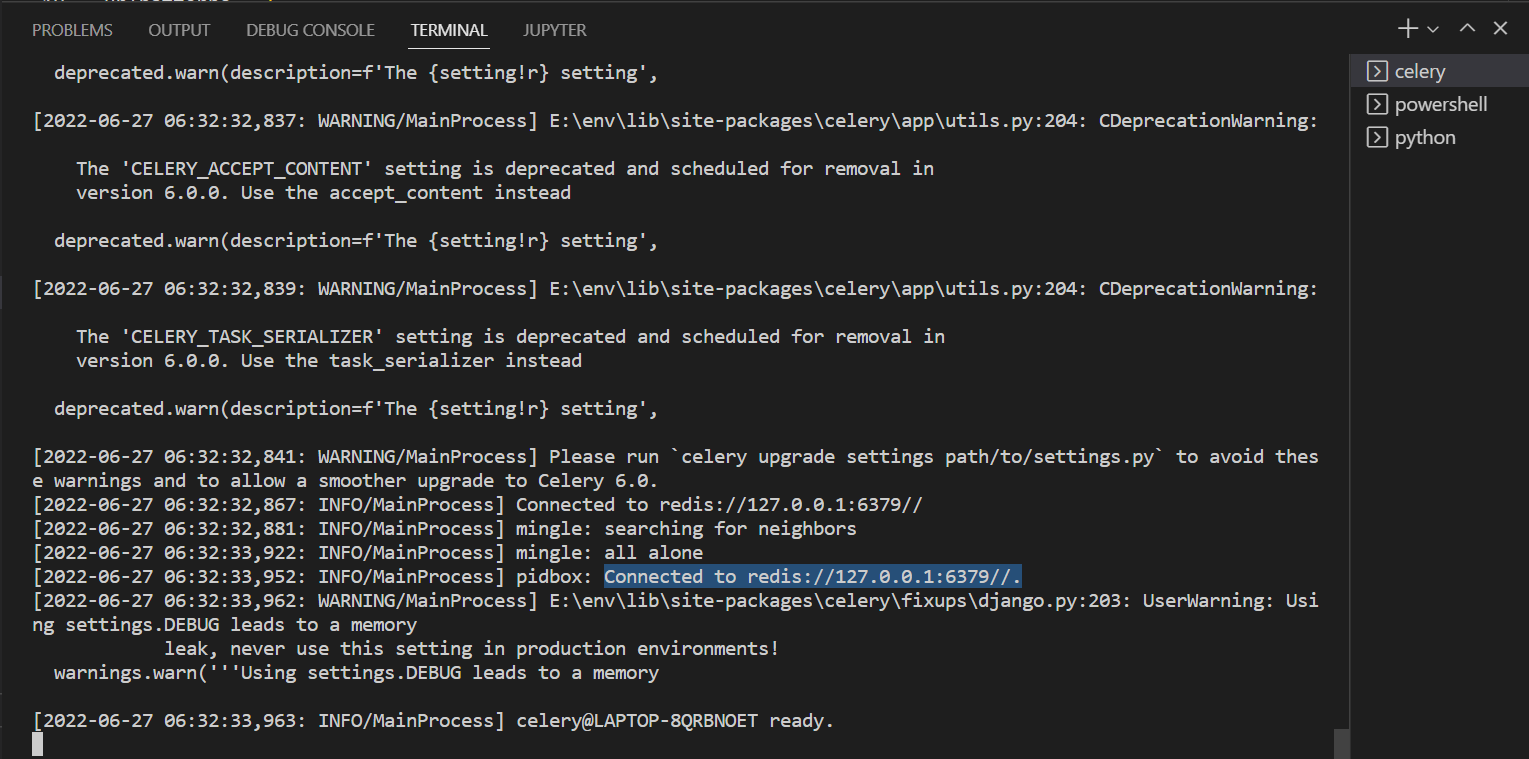 PROBLEMS OUTPUT DEBUG CONSOLE TERMINAL JUPYTER
deprecated.warn(description=f'The {setting!r} setting',
[2022-06-27 06:32:32,837: WARNING/MainProcess] E:\env\lib\site-packages\celery\app\utils.py:204: CDeprecationWarning:
The 'CELERY_ACCEPT_CONTENT' setting is deprecated and scheduled for removal in
version 6.0.0. Use the accept_content instead
deprecated.warn(description=f'The {setting!r} setting',
[2022-06-27 06:32:32,839: WARNING/MainProcess] E:\env\lib\site-packages\celery\app\utils.py:204: CDeprecationWarning:
The 'CELERY_TASK_SERIALIZER' setting is deprecated and scheduled for removal in
version 6.0.0. Use the task_serializer instead
deprecated.warn(description=f'The {setting!r} setting',
[2022-06-27 06:32:32,841: WARNING/MainProcess] Please run `celery upgrade settings path/to/settings.py` to avoid thes
e warnings and to allow a smoother upgrade to Celery 6.0.
[2022-06-27 06:32:32,867: INFO/MainProcess] Connected to redis://127.0.0.1:6379//
[2022-06-27 06:32:32,881: INFO/MainProcess] mingle: searching for neighbors
[2022-06-27 06:32:33,922: INFO/MainProcess] mingle: all alone
[2022-06-27 06:32:33,952: INFO/MainProcess] pidbox: Connected to redis://127.0.0.1:6379//.
[2022-06-27 06:32:33,962: WARNING/MainProcess] E:\env\lib\site-packages\celery\fixups\django.py:203: UserWarning: Usi
ng settings.DEBUG leads to a memory
leak, never use this setting in production environments!
warnings.warn('''Using settings.DEBUG leads to a memory
[2022-06-27 06:32:33,963: INFO/MainProcess] celery@LAPTOP-8QRBNOET ready.
celery
powershell
python